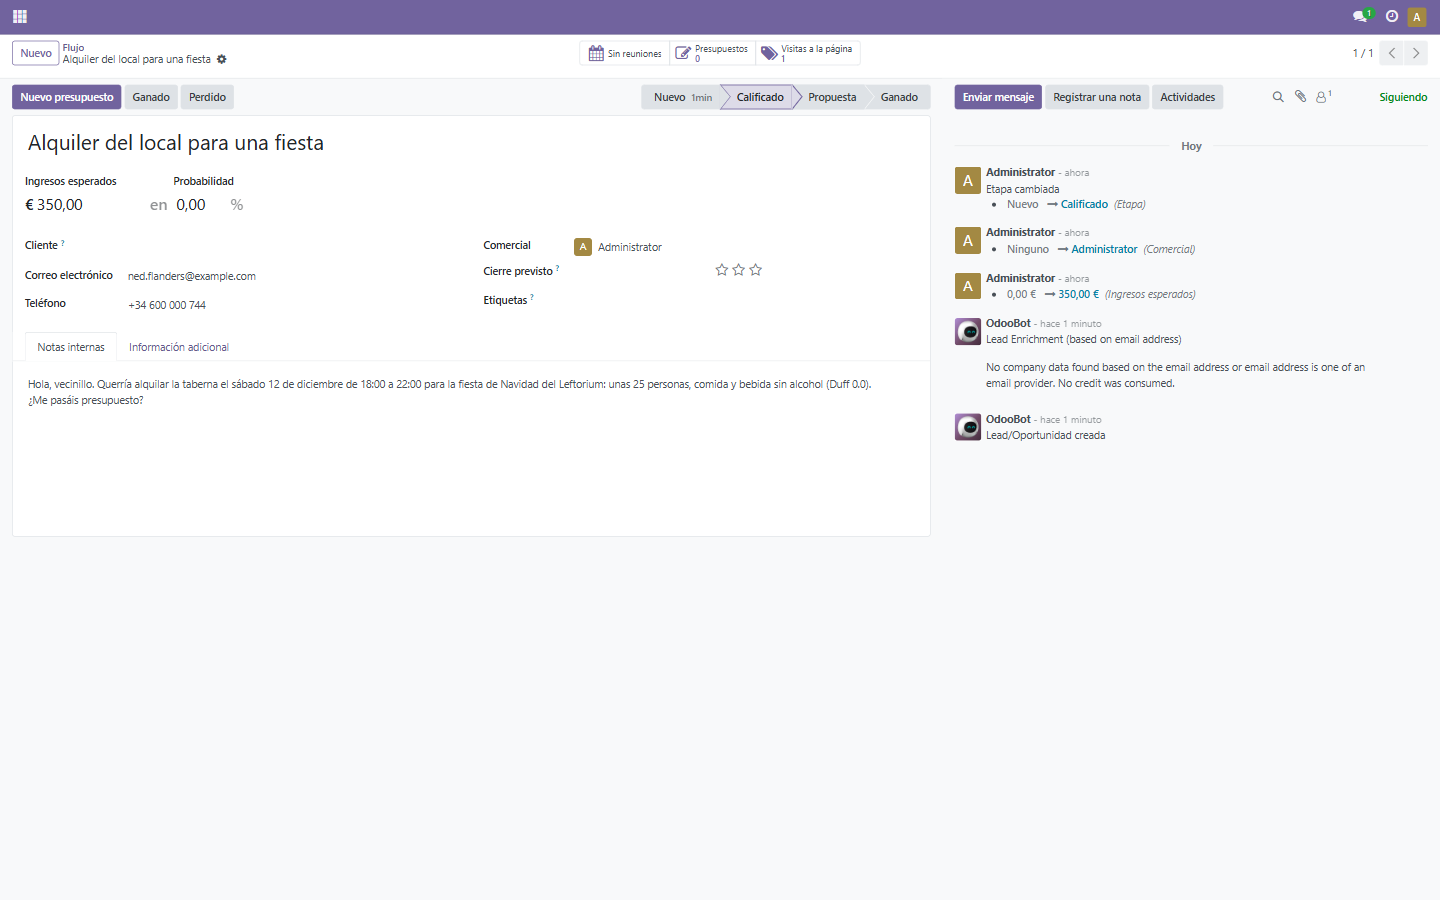 1
A
Nuevo
Flujo
Alquiler del local para una fiesta
Sin reuniones
Presupuestos
0
Visitas a la página
1
1 / 1
Nuevo presupuesto
Ganado
Perdido
Nuevo 1min
Calificado
Propuesta
Ganado
Enviar mensaje
Registrar una nota
Actividades
1
Siguiendo
Alquiler del local para una fiesta
Ingresos esperados
Probabilidad
€ 350,00 en 0,00 %
Cliente ?
Correo electrónico ned.flanders@example.com
Teléfono +34 600 000 744
Comercial A Administrator
Cierre previsto ?
Etiquetas ?
Notas internas
Información adicional
Hola, vecinillo. Querría alquilar la taberna el sábado 12 de diciembre de 18:00 a 22:00 para la fiesta de Navidad del Leftorium: unas 25 personas, comida y bebida sin alcohol (Duff 0.0).
¿Me pasáis presupuesto?
Hoy
A
Administrator - ahora
Etapa cambiada
• Nuevo → Calificado (Etapa)
A
Administrator - ahora
• Ninguno → Administrator (Comercial)
A
Administrator - ahora
• 0,00 € → 350,00 € (Ingresos esperados)
OdooBot - hace 1 minuto
Lead Enrichment (based on email address)
No company data found based on the email address or email address is one of an
email provider. No credit was consumed.
OdooBot - hace 1 minuto
Lead/Oportunidad creada